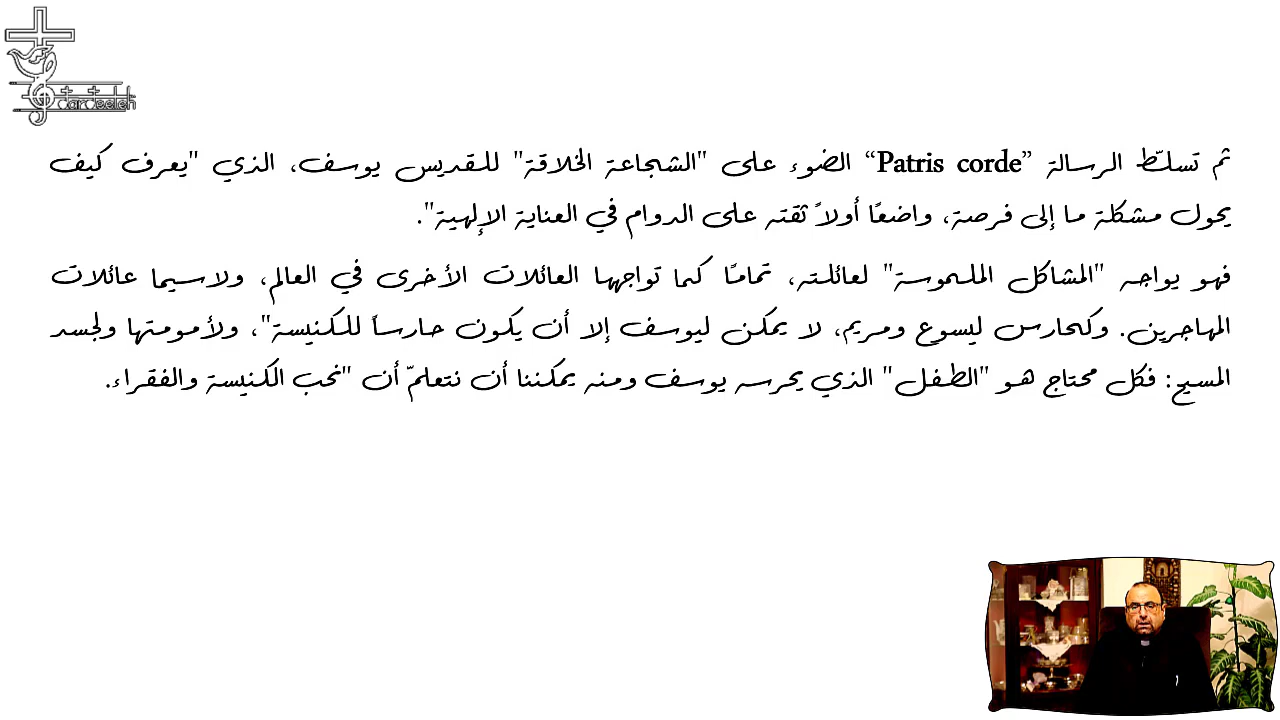 dardeeleh
ثم تسلّط الرسالة “Patris corde” الضوء على "الشجاعة الخلاقة" للقديس يوسف، الذي "يعرف كيف
يحول مشكلة ما إلى فرصة، واضعًا أولاً ثقته على الدوام في العناية الإلهية".
فهو يواجه "المشاكل الملموسة" لعائلته، تمامًا كما تواجهها العائلات الأخرى في العالم، ولاسيما عائلات
المهاجرين. وكحارس ليسوع ومريم، لا يمكن ليوسف إلا أن يكون حارساً للكنيسة"، ولأمومتها ولجسد
المسيح: فكل محتاج هو "الطفل" الذي يحرسه يوسف ومنه يمكننا أن نتعلمّ أن "نحب الكنيسة والفقراء.